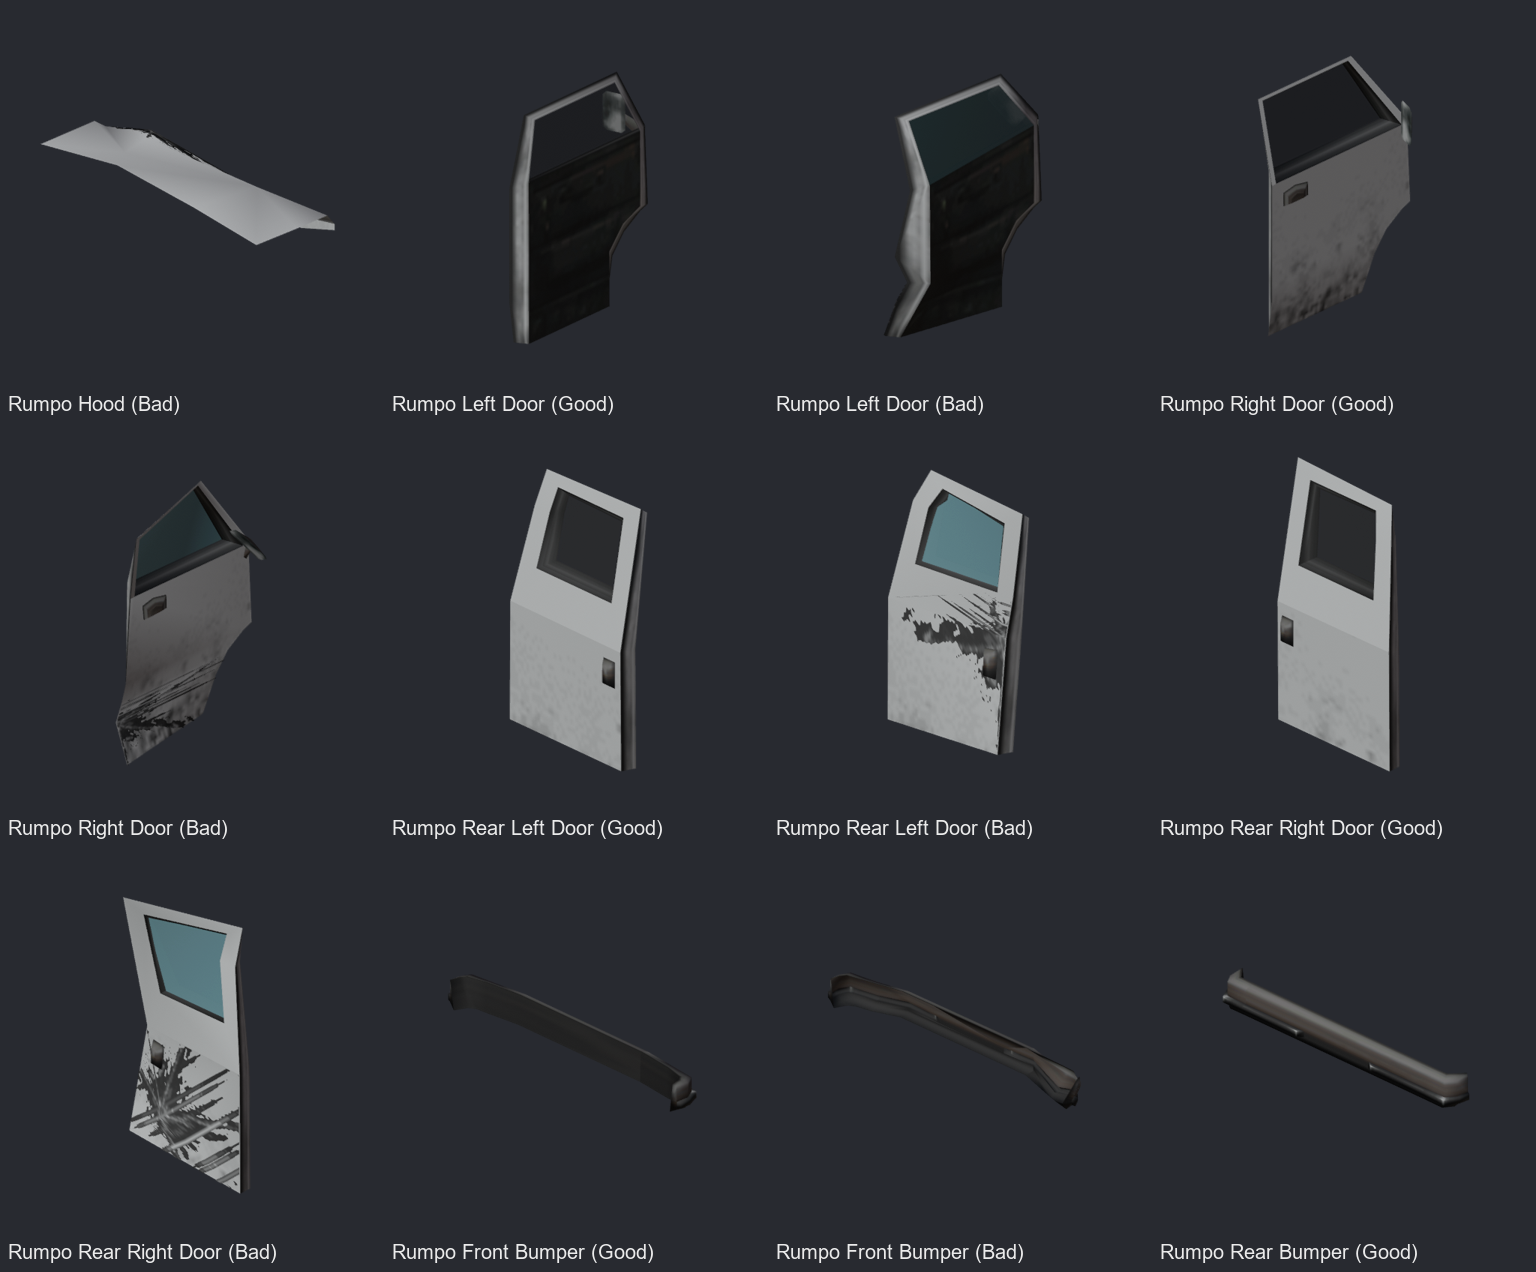 Rumpo Hood (Bad)
Rumpo Left Door (Good)
Rumpo Left Door (Bad)
Rumpo Right Door (Good)
Rumpo Right Door (Bad)
Rumpo Rear Left Door (Good)
Rumpo Rear Left Door (Bad)
Rumpo Rear Right Door (Good)
Rumpo Rear Right Door (Bad)
Rumpo Front Bumper (Good)
Rumpo Front Bumper (Bad)
Rumpo Rear Bumper (Good)